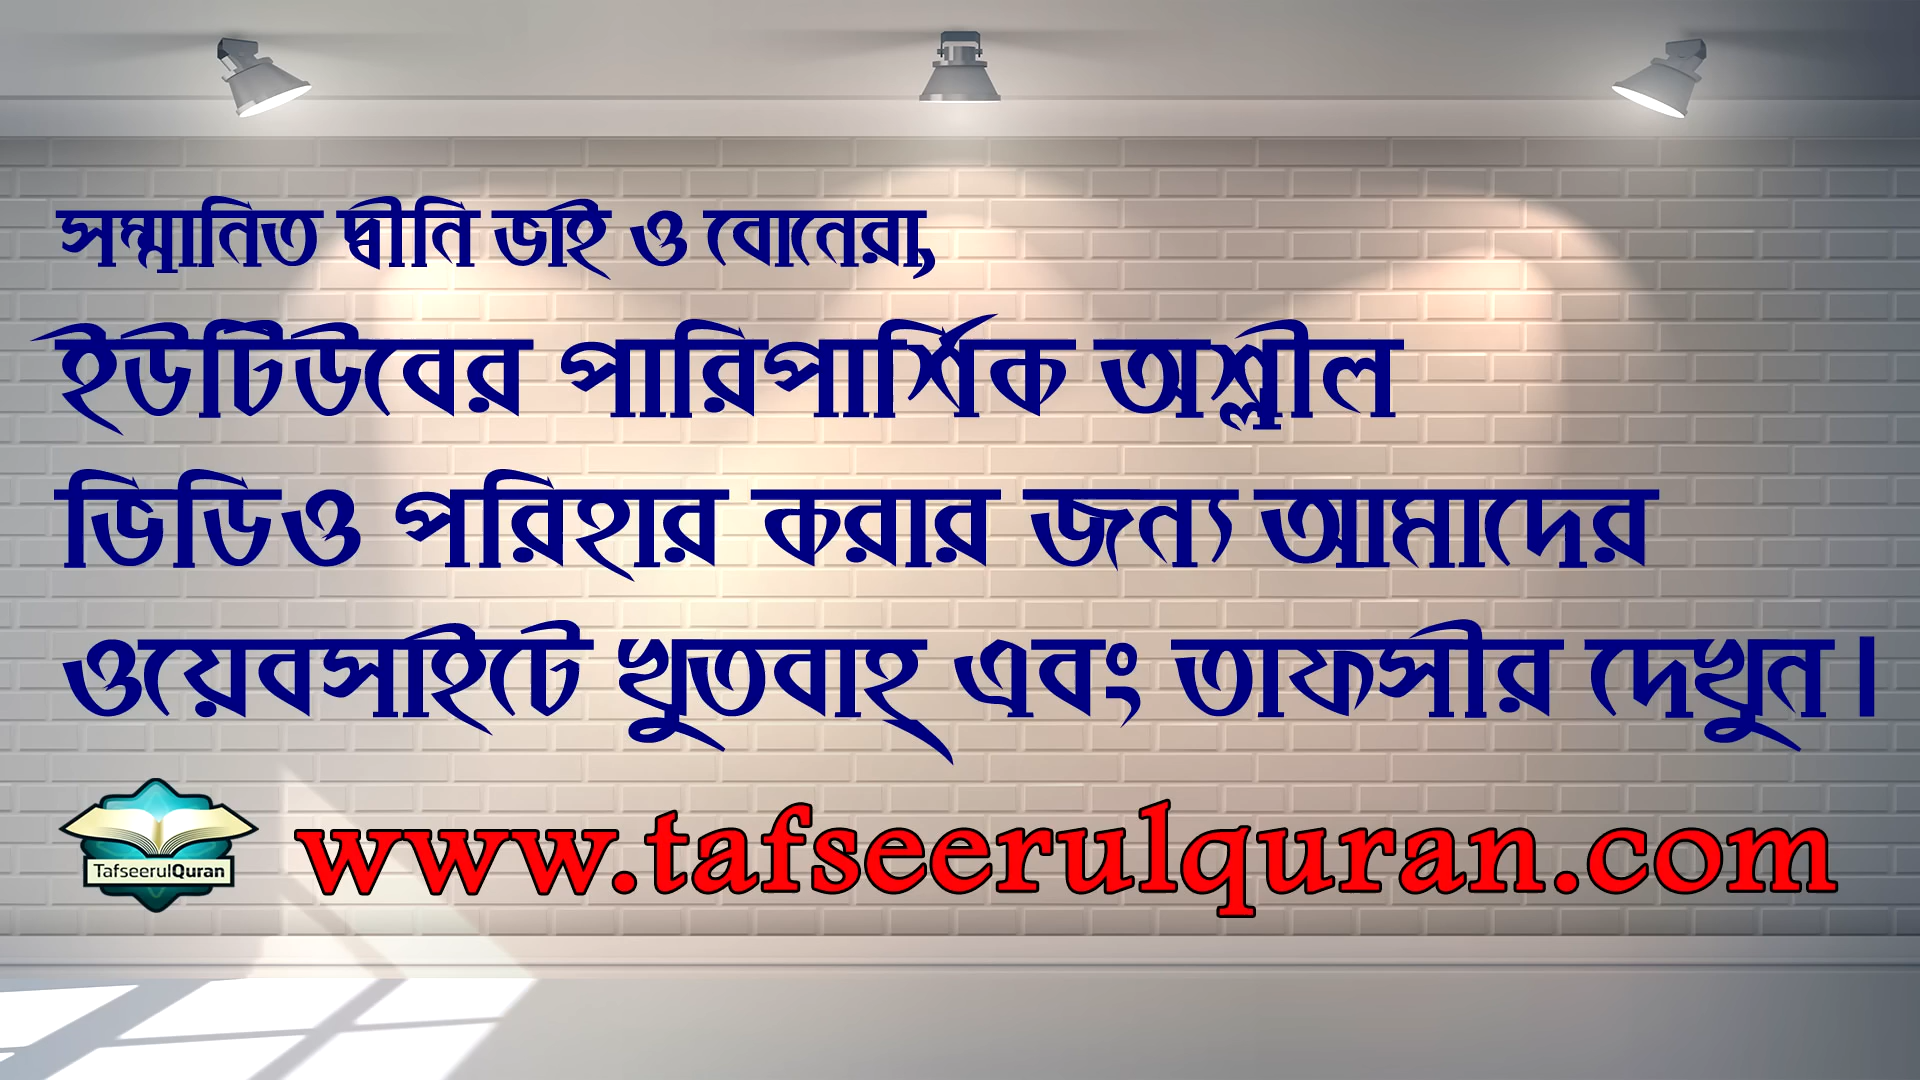 সম্মানিত দ্বীনি ভাই ও বোনেরা,
ইউটিউবের পারিপার্শিক অশ্লীল
ভিডিও পরিহার করার জন্য আমাদের
ওয়েবসাইটে খুতবাহ্ এবং তাফসীর দেখুন।
TafseerulQuran
www.tafseerulquran.com